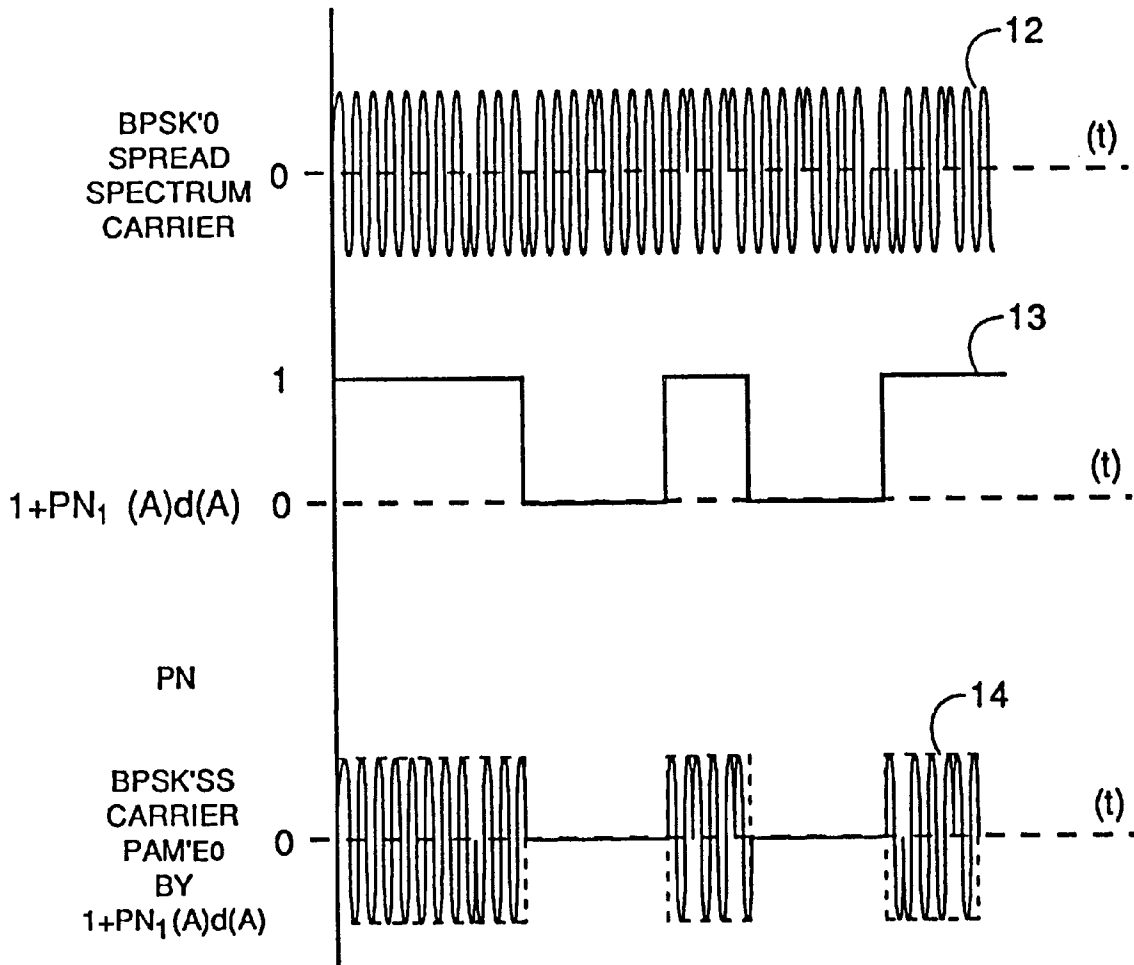 12
BPSK'0
SPREAD
SPECTRUM
CARRIER
0
(t)
13
1
1+PN₁ (A)d(A)
0
(t)
PN
14
BPSK'SS
CARRIER
PAM'E0
BY
1+PN₁(A)d(A)
0
(t)